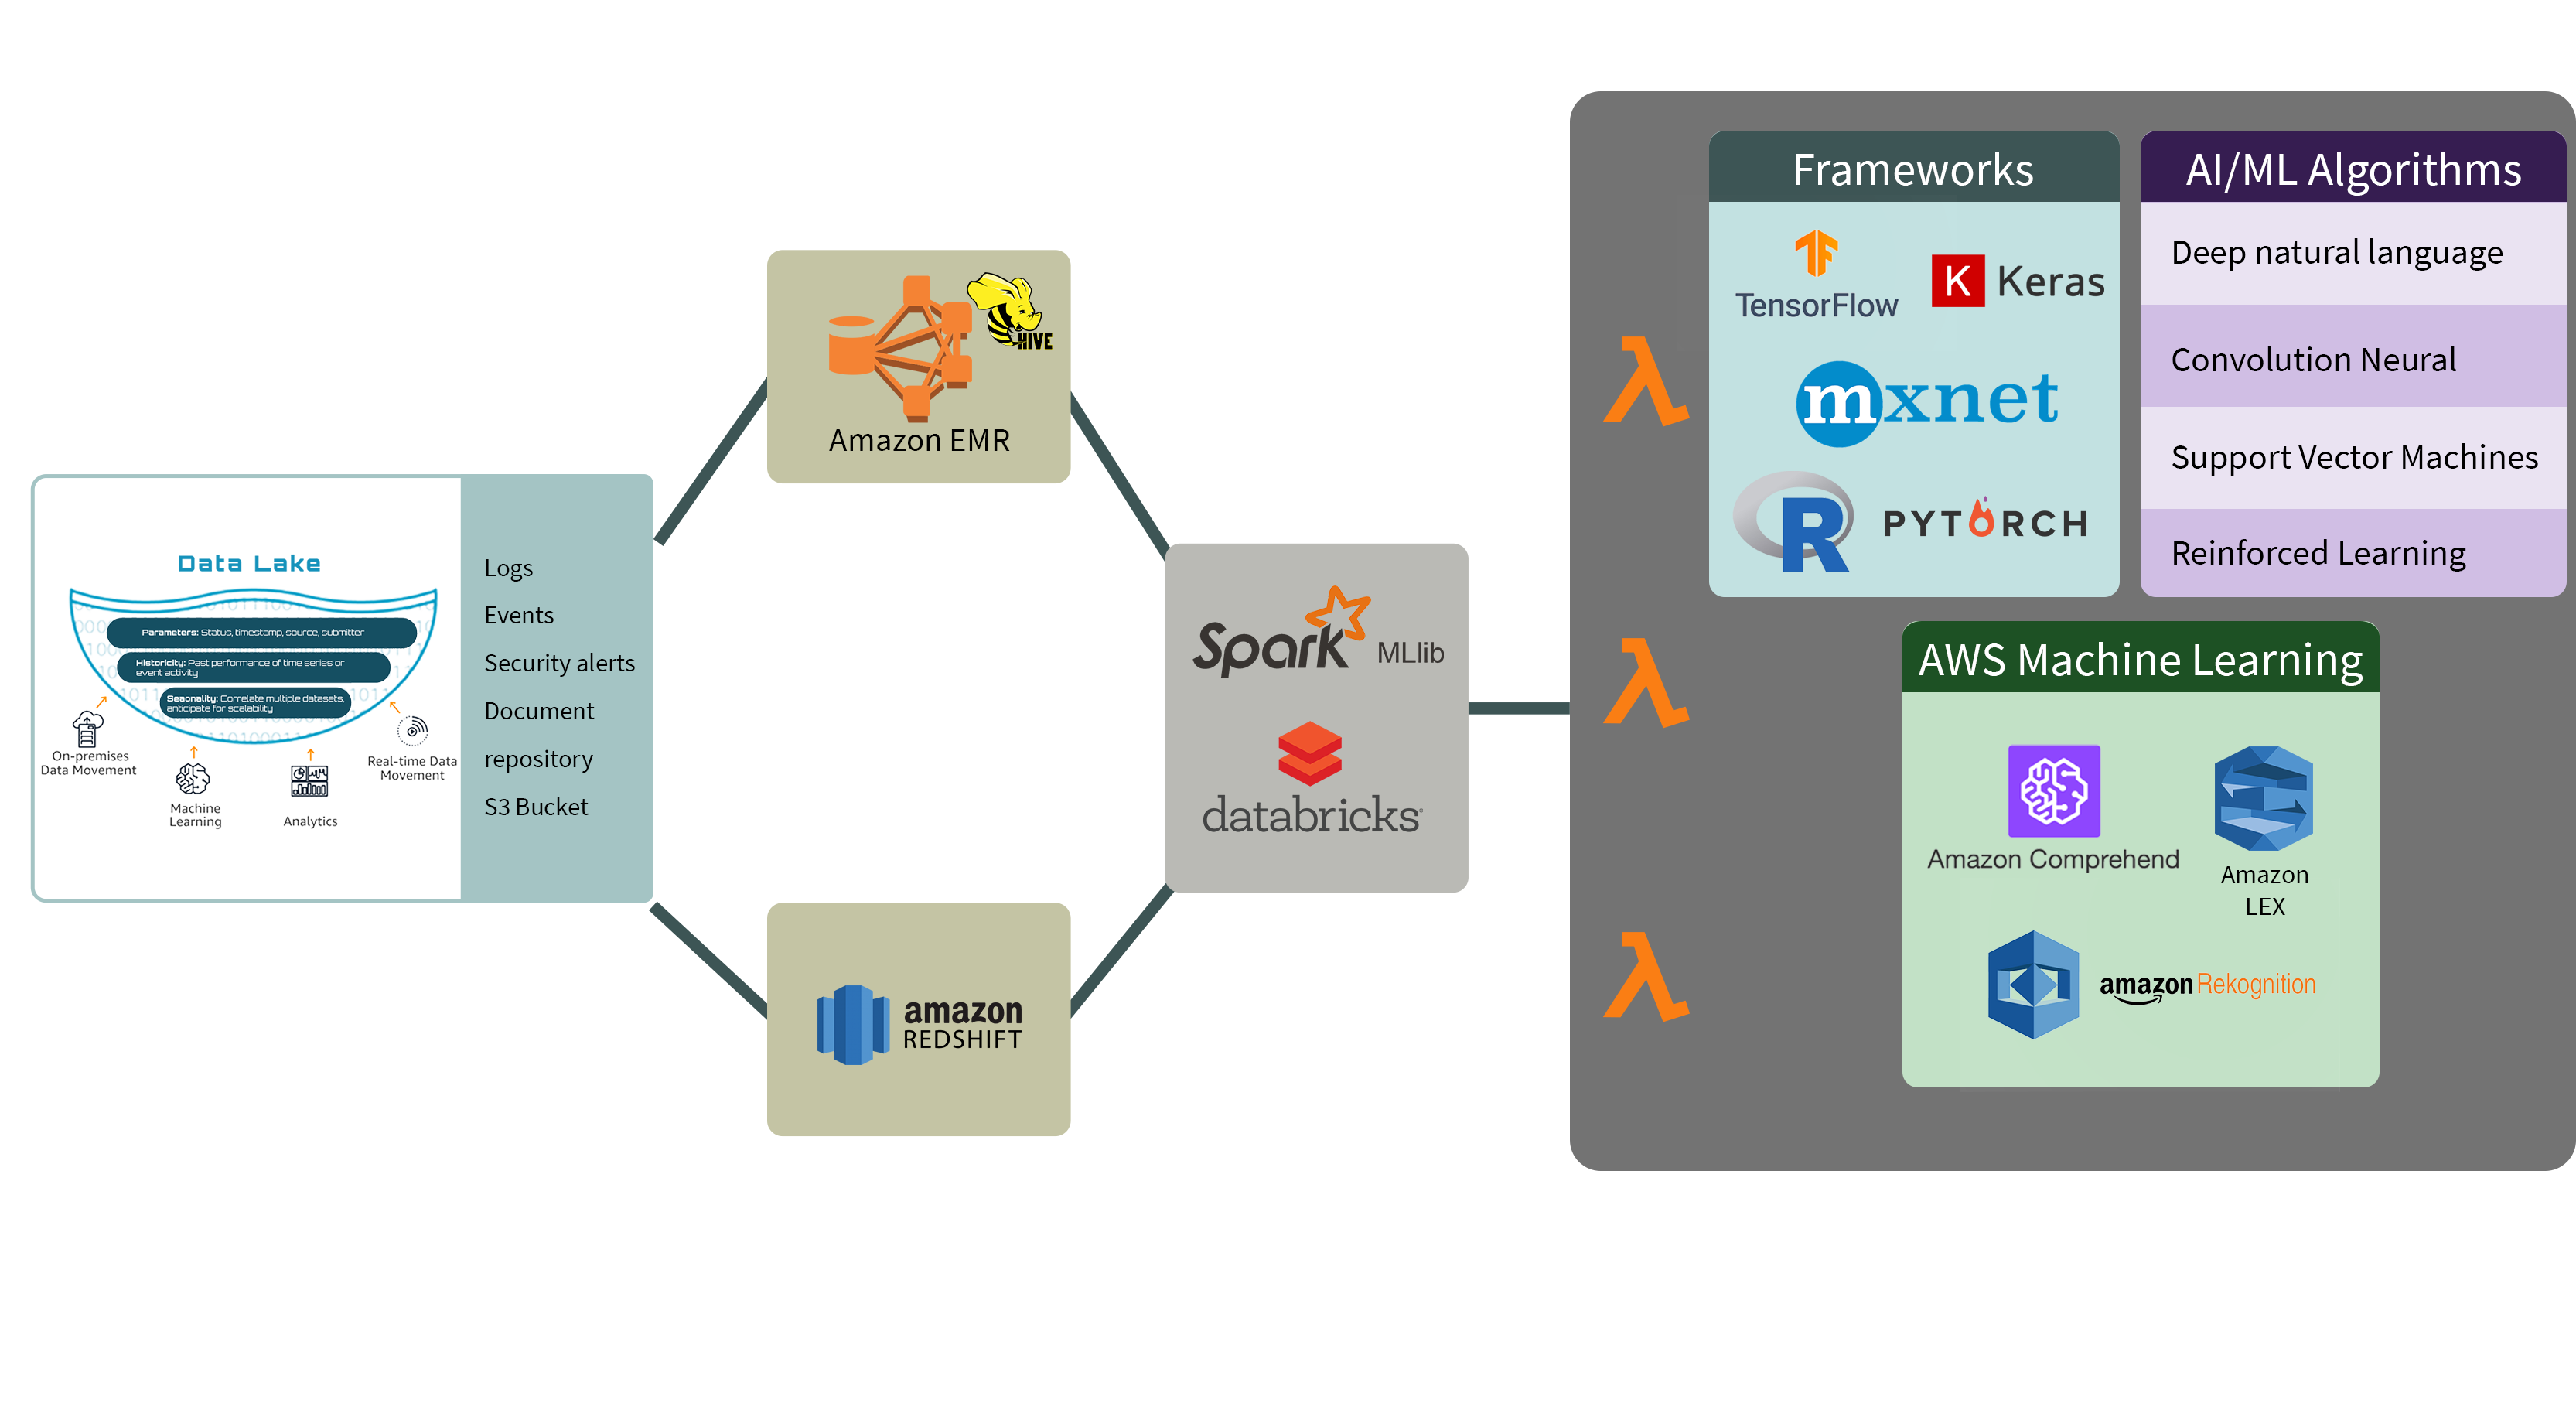 Data Lake
Parameters: Status, timestamp, source, submitter
Historicity: Past performance of time series or
event activity
Seaonality: Correlate multiple datasets,
anticipate for scalability
On-premises
Data Movement
Machine
Learning
Analytics
Real-time Data
Movement
Logs
Events
Security alerts
Document
repository
S3 Bucket
HIVE
Amazon EMR
amazon
REDSHIFT
Spark MLlib
databricks
Frameworks
TensorFlow
K Keras
mxnet
R
PYTORCH
AI/ML Algorithms
Deep natural language
Convolution Neural
Support Vector Machines
Reinforced Learning
AWS Machine Learning
Amazon Comprehend
Amazon
LEX
amazon Rekognition